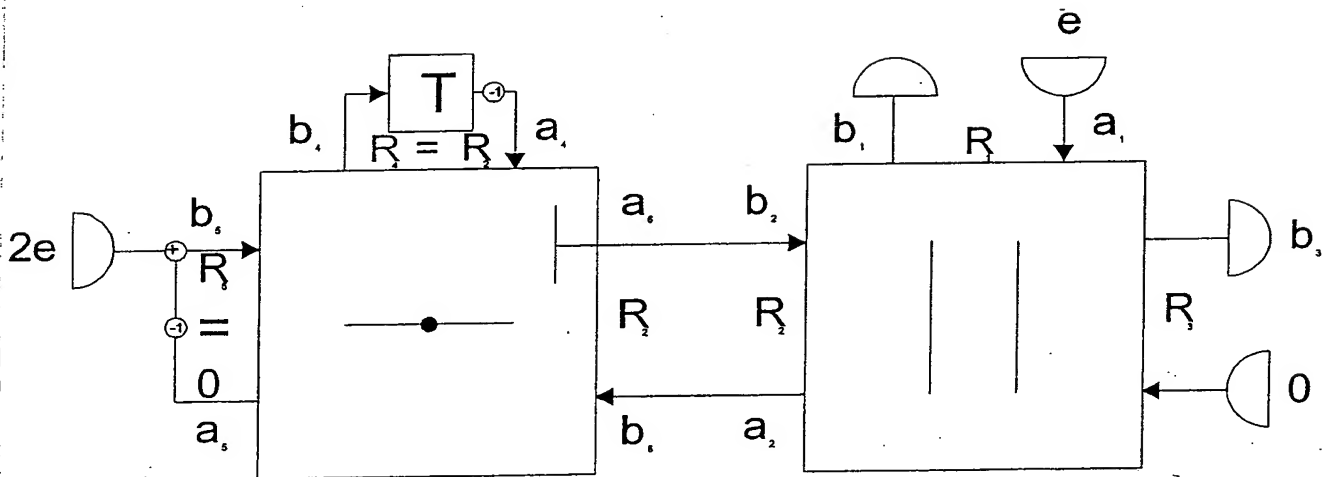 e
T
-1
b₄
a₄
R₄ = R₂
b₁
R₁
a₁
2e
b₅
+
R₅
-1
=
0
a₅
a₆
b₂
b₃
R₂
R₂
R₃
b₆
a₂
0